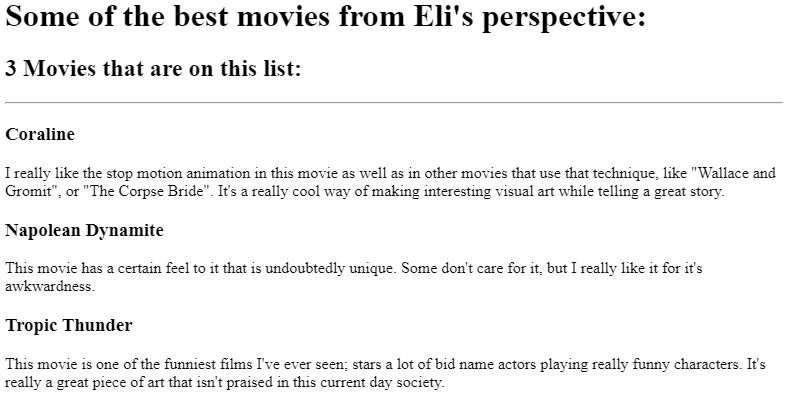 Some of the best movies from Eli's perspective:
3 Movies that are on this list:
Coraline
I really like the stop motion animation in this movie as well as in other movies that use that technique, like "Wallace and
Gromit", or "The Corpse Bride". It's a really cool way of making interesting visual art while telling a great story.
Napolean Dynamite
This movie has a certain feel to it that is undoubtedly unique. Some don't care for it, but I really like it for it's
awkwardness.
Tropic Thunder
This movie is one of the funniest films I've ever seen; stars a lot of bid name actors playing really funny characters. It's
really a great piece of art that isn't praised in this current day society.